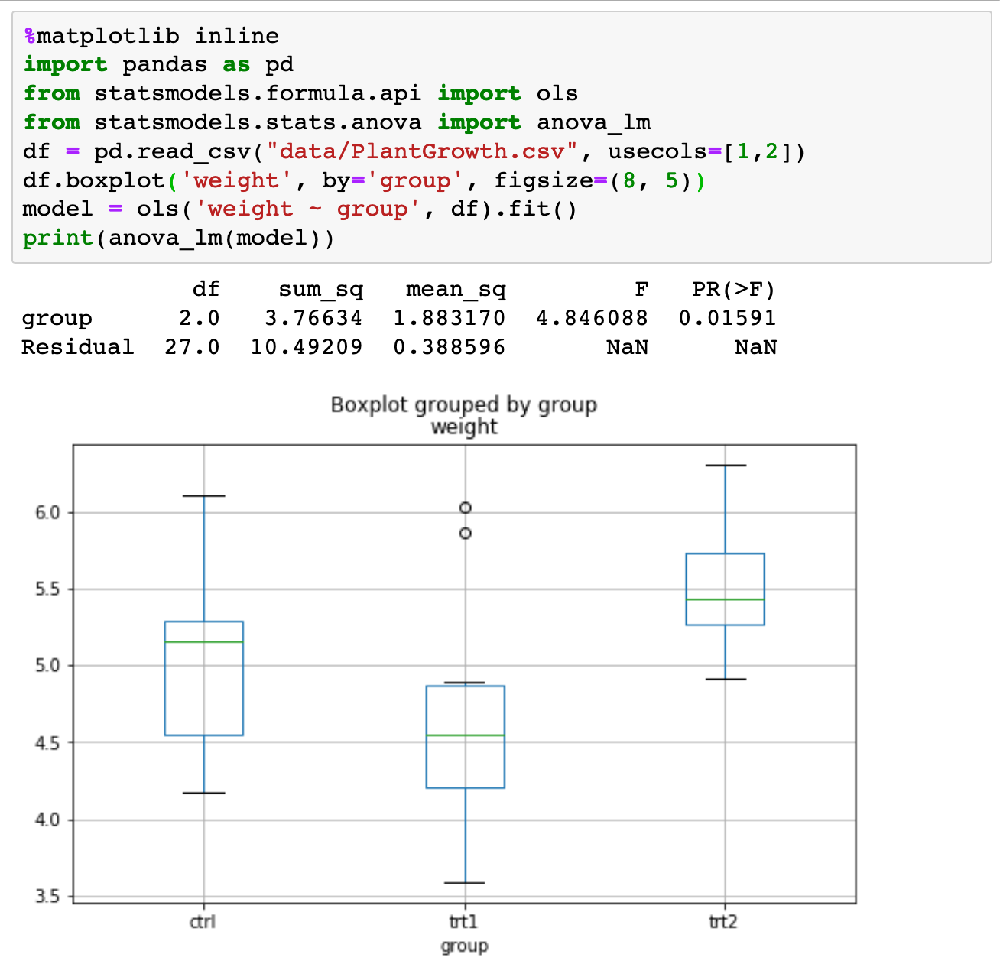 %matplotlib inline
import pandas as pd
from statsmodels.formula.api import ols
from statsmodels.stats.anova import anova_lm
df = pd.read_csv("data/PlantGrowth.csv", usecols=[1,2])
df.boxplot('weight', by='group', figsize=(8, 5))
model = ols('weight ~ group', df).fit()
print(anova_lm(model))
df sum_sq mean_sq F PR(>F)
group 2.0 3.76634 1.883170 4.846088 0.01591
Residual 27.0 10.49209 0.388596 NaN NaN
Boxplot grouped by group
weight
6.0
5.5
5.0
4.5
4.0
3.5
ctrl trt1 trt2
group